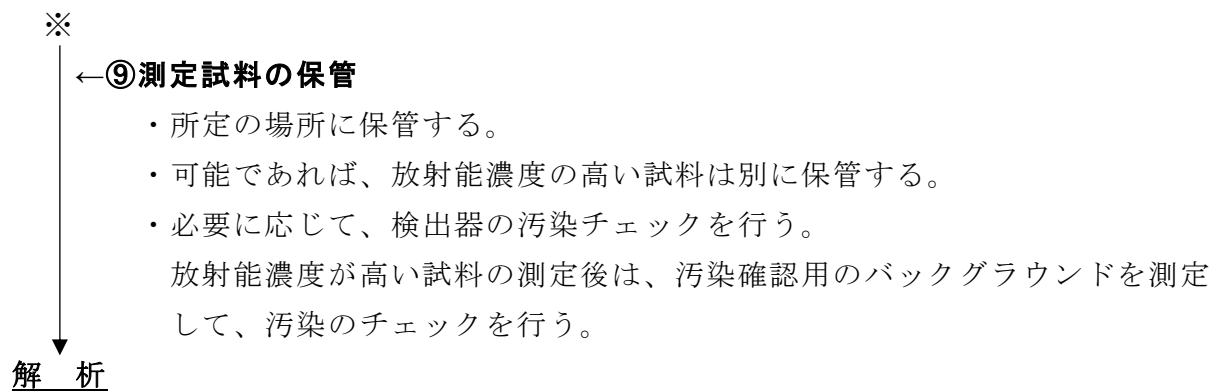 ※
←⑨測定試料の保管
・所定の場所に保管する。
・可能であれば、放射能濃度の高い試料は別に保管する。
・必要に応じて、検出器の汚染チェックを行う。
放射能濃度が高い試料の測定後は、汚染確認用のバックグラウンドを測定
して、汚染のチェックを行う。
解　析